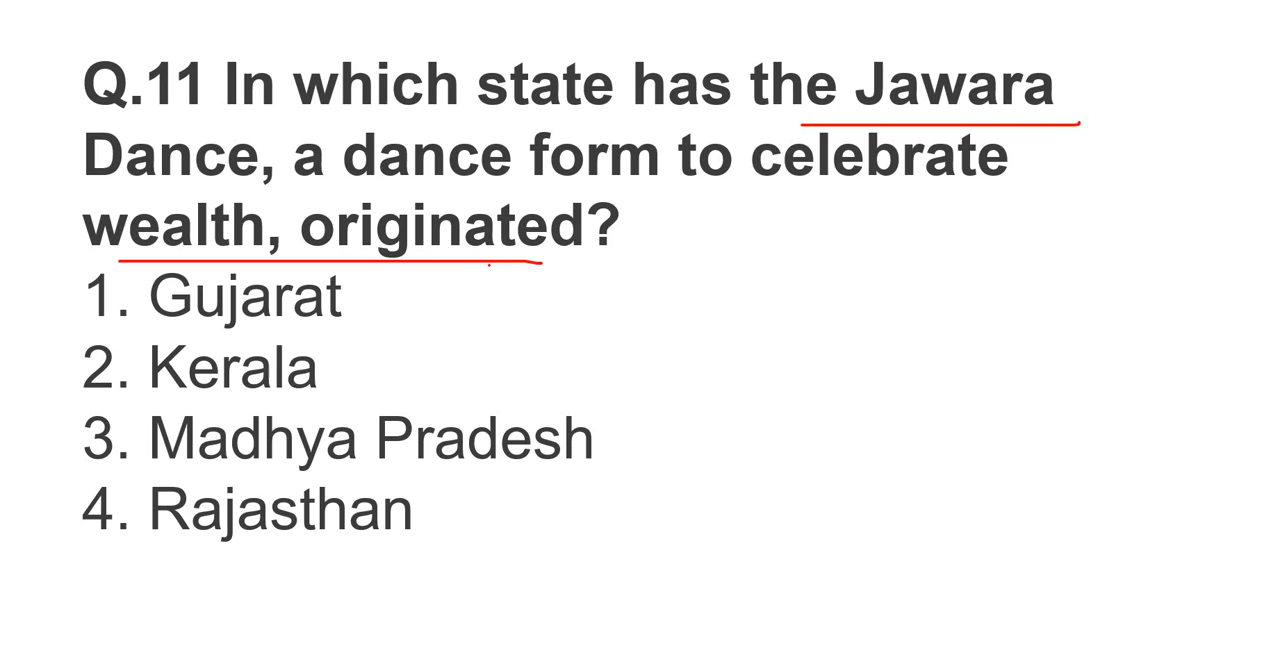 Q.11 In which state has the Jawara
Dance, a dance form to celebrate
wealth, originated?
1. Gujarat
2. Kerala
3. Madhya Pradesh
4. Rajasthan